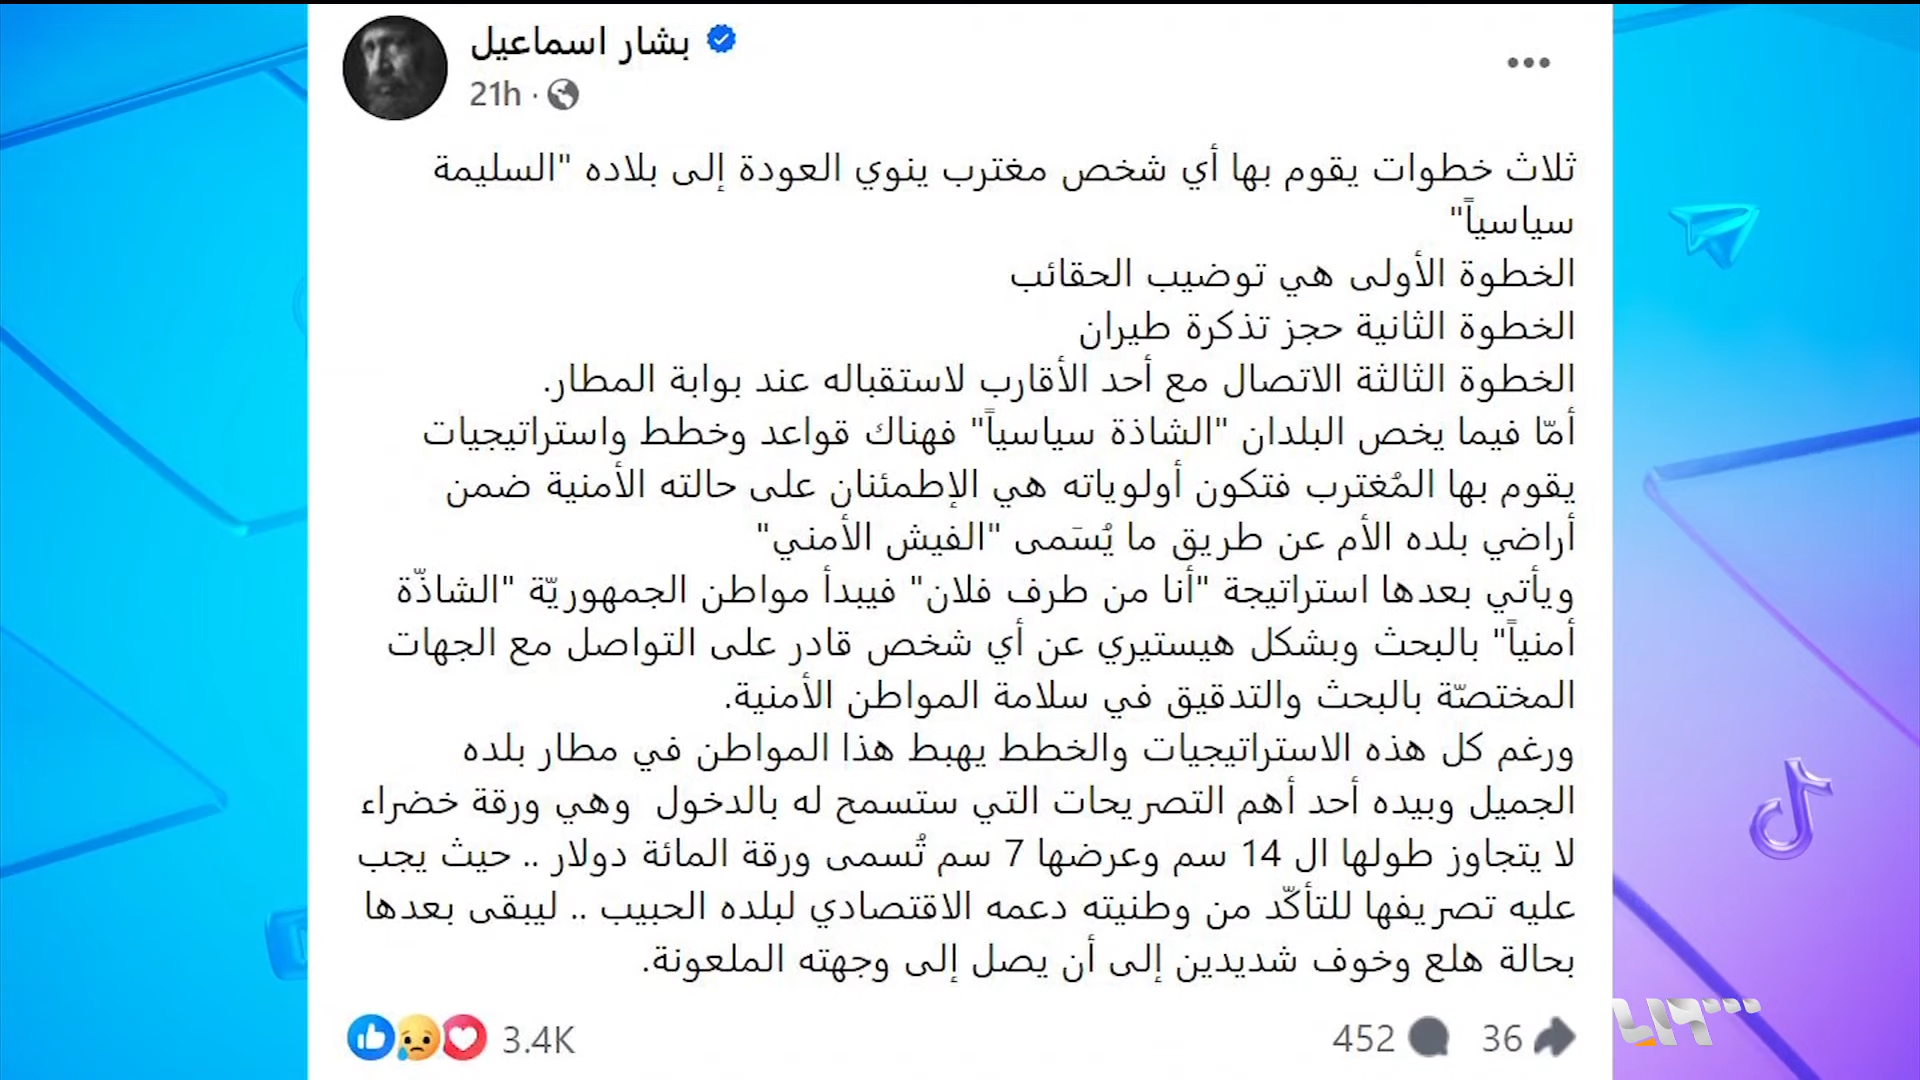 بشار اسماعيل
21h ·
ثلاث خطوات يقوم بها أي شخص مغترب ينوي العودة إلى بلاده "السليمة
سياسياً"
الخطوة الأولى هي توضيب الحقائب
الخطوة الثانية حجز تذكرة طيران
الخطوة الثالثة الاتصال مع أحد الأقارب لاستقباله عند بوابة المطار.
أمّا فيما يخص البلدان "الشاذة سياسياً" فهناك قواعد وخطط واستراتيجيات
يقوم بها المُغترب فتكون أولوياته هي الإطمئنان على حالته الأمنية ضمن
أراضي بلده الأم عن طريق ما يُسَمى "الفيش الأمني"
ويأتي بعدها استراتيجة "أنا من طرف فلان" فيبدأ مواطن الجمهوريّة "الشاذّة
أمنياً" بالبحث وبشكل هيستيري عن أي شخص قادر على التواصل مع الجهات
المختصّة بالبحث والتدقيق في سلامة المواطن الأمنية.
ورغم كل هذه الاستراتيجيات والخطط يهبط هذا المواطن في مطار بلده
الجميل وبيده أحد أهم التصريحات التي ستسمح له بالدخول وهي ورقة خضراء
لا يتجاوز طولها ال 14 سم وعرضها 7 سم تُسمى ورقة المائة دولار .. حيث يجب
عليه تصريفها للتأكّد من وطنيته دعمه الاقتصادي لبلده الحبيب .. ليبقى بعدها
بحالة هلع وخوف شديدين إلى أن يصل إلى وجهته الملعونة.
3.4K
452 36